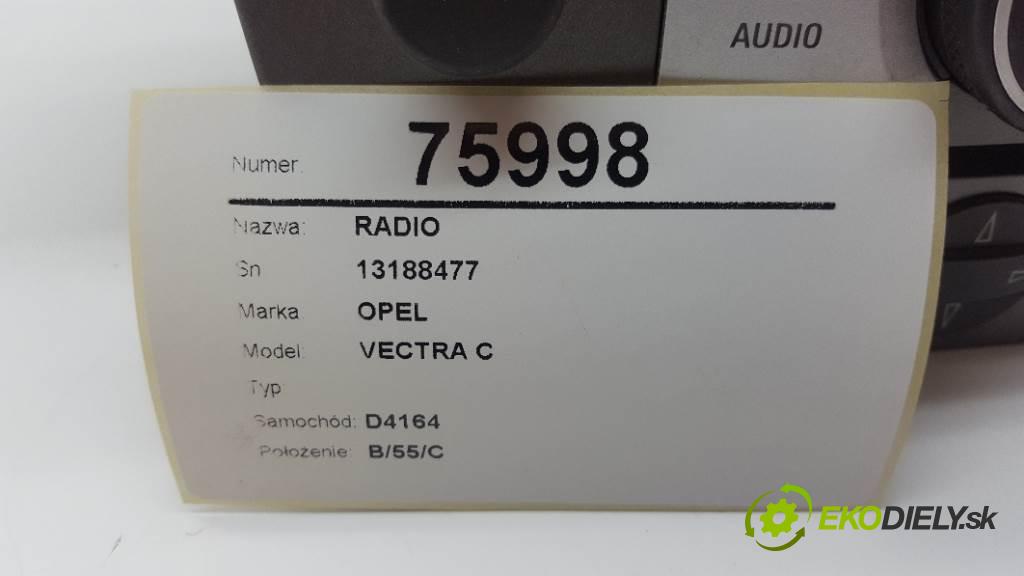 AUDIO
Numer: 75998
Nazwa: RADIO
Sn 13188477
Marka OPEL
Model: VECTRA C
Typ
Samochód: D4164
Położenie: B/55/C
EKODIELY.sk